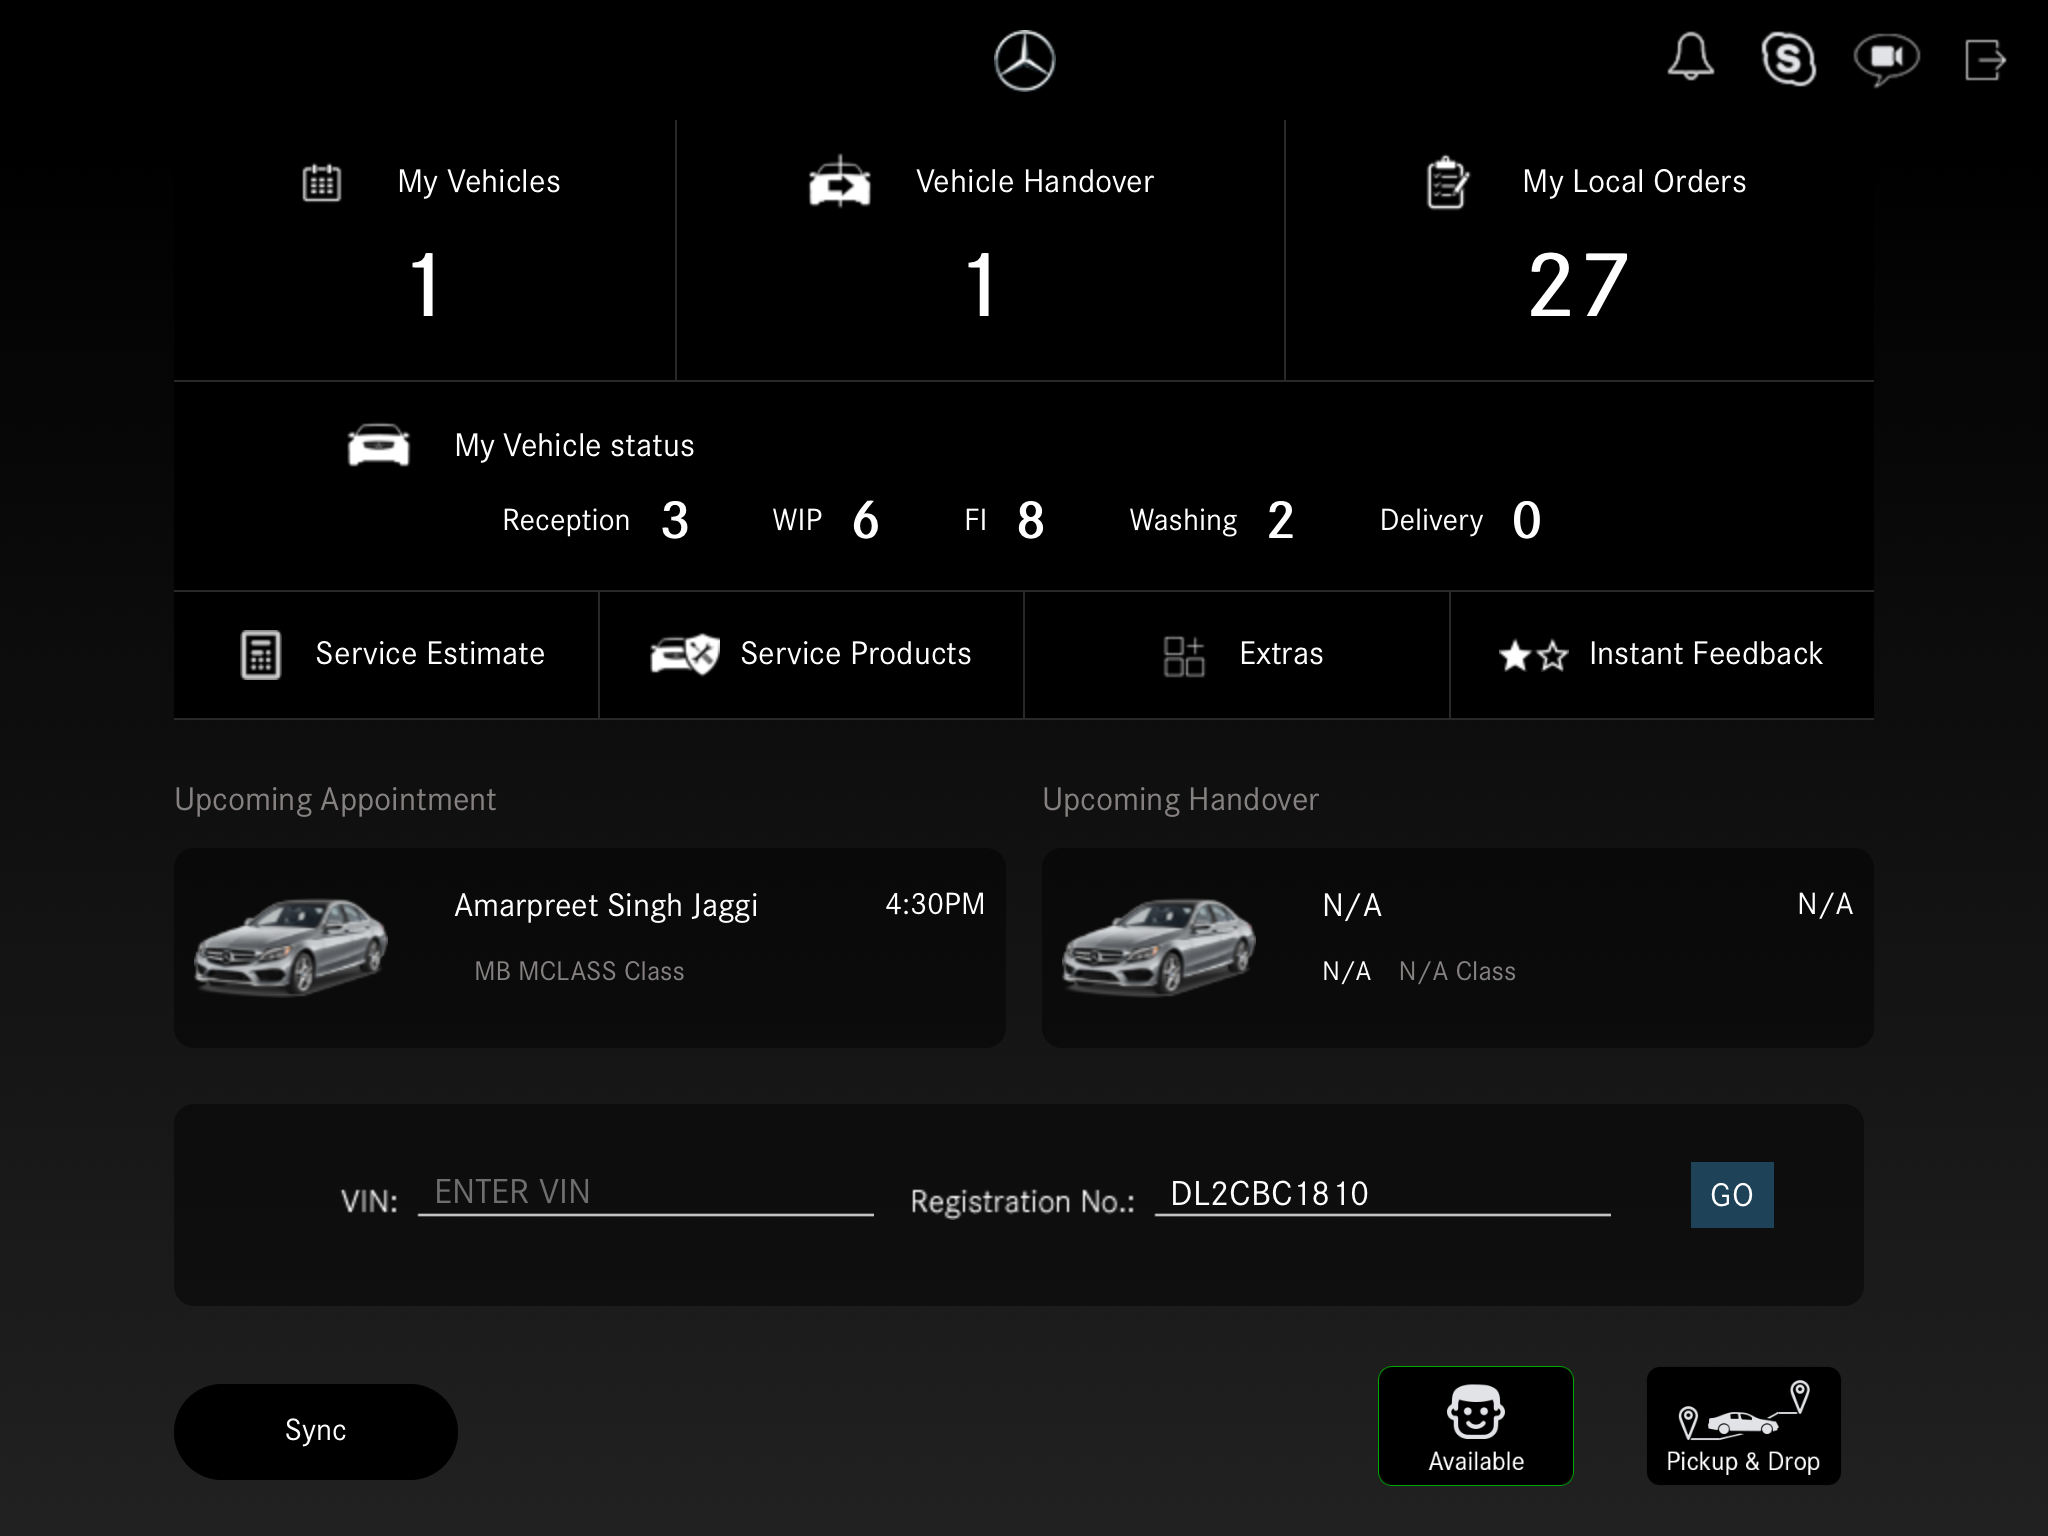 My Vehicles
1
Vehicle Handover
1
My Local Orders
27
My Vehicle status
Reception 3 WIP 6 FI 8 Washing 2 Delivery 0
Service Estimate
Service Products
Extras
Instant Feedback
Upcoming Appointment
Amarpreet Singh Jaggi 4:30PM
MB MCLASS Class
Upcoming Handover
N/A N/A
N/A N/A Class
VIN: ENTER VIN Registration No.: DL2CBC1810 GO
Sync
Available
Pickup & Drop